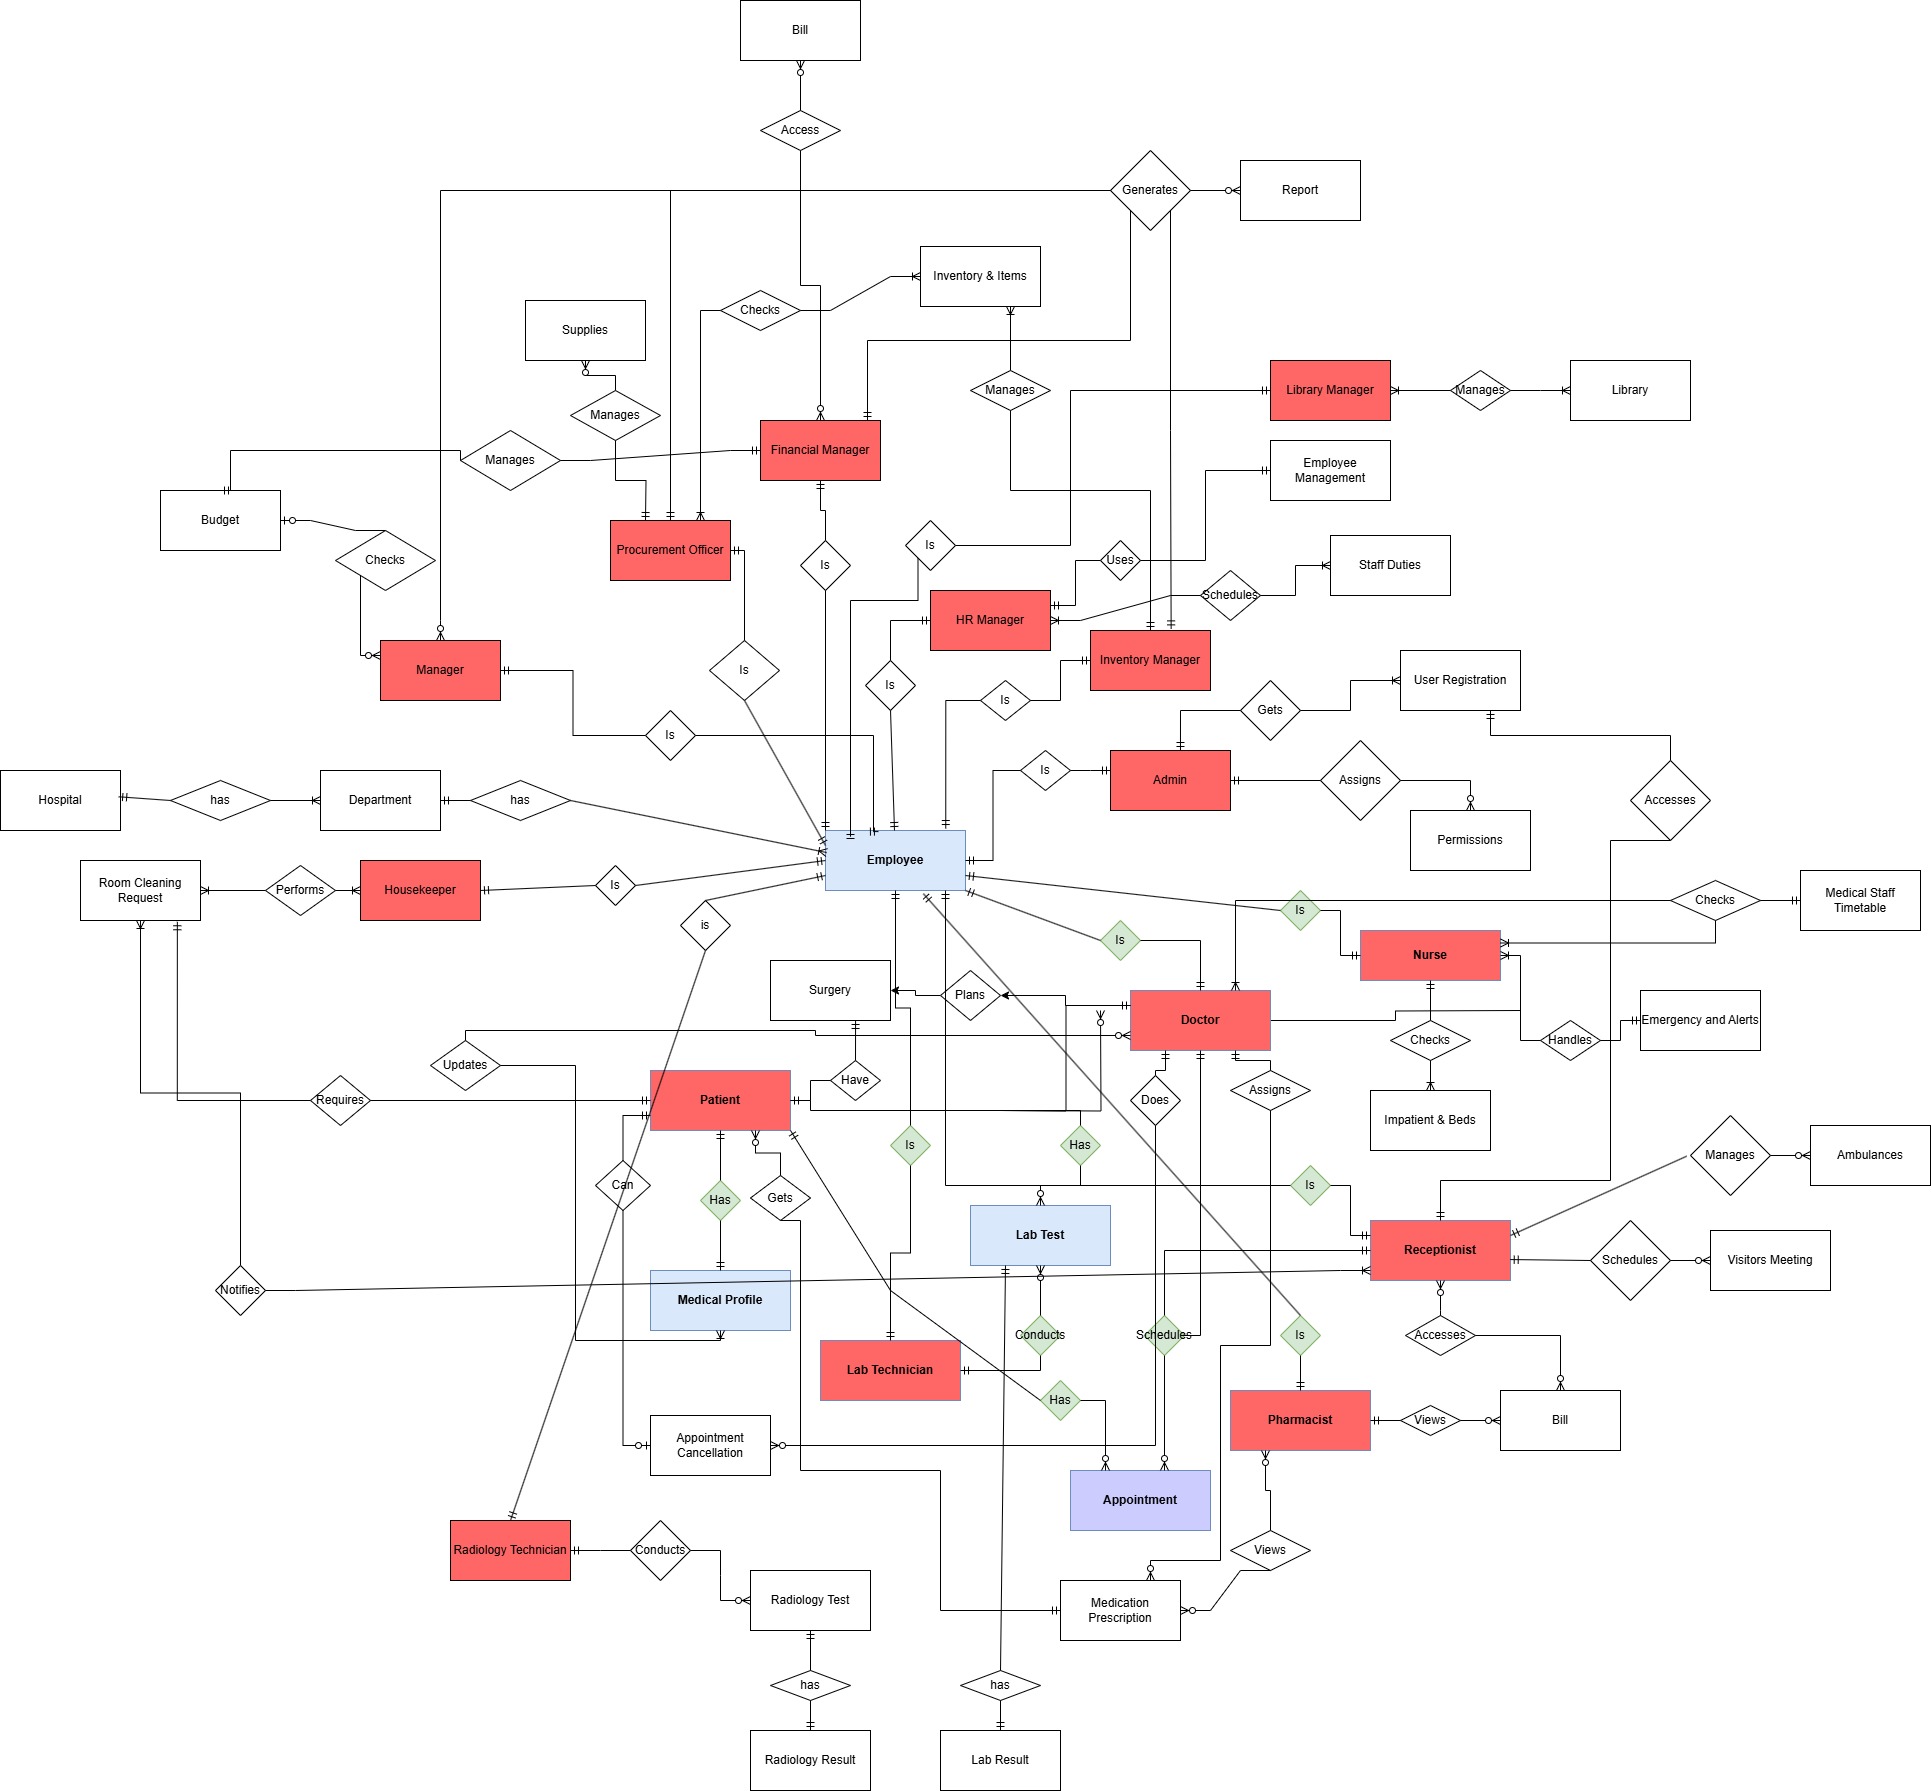 Bill
Access
Generates
Report
Inventory & Items
Checks
Supplies
Manages
Manages
Library Manager
Manages
Library
Financial Manager
Manages
Employee
Management
Budget
Checks
Procurement Officer
Is
Is
Uses
Staff Duties
Schedules
HR Manager
Manager
Is
Is
Inventory Manager
Is
User Registration
Gets
Is
Is
Admin
Assigns
Accesses
Permissions
Hospital
has
Department
has
Employee
Room Cleaning
Request
Performs
Housekeeper
Is
is
Is
Checks
Medical Staff
Timetable
Is
Nurse
Surgery
Plans
Doctor
Checks
Handles
Emergency and Alerts
Updates
Have
Requires
Patient
Does
Assigns
Impatient & Beds
Is
Has
Can
Has
Gets
Is
Manages
Ambulances
Lab Test
Receptionist
Schedules
Visitors Meeting
Notifies
Medical Profile
Conducts
Schedules
Is
Accesses
Lab Technician
Has
Pharmacist
Views
Bill
Appointment
Cancellation
Appointment
Radiology Technician
Conducts
Views
Radiology Test
Medication
Prescription
has
has
Radiology Result
Lab Result